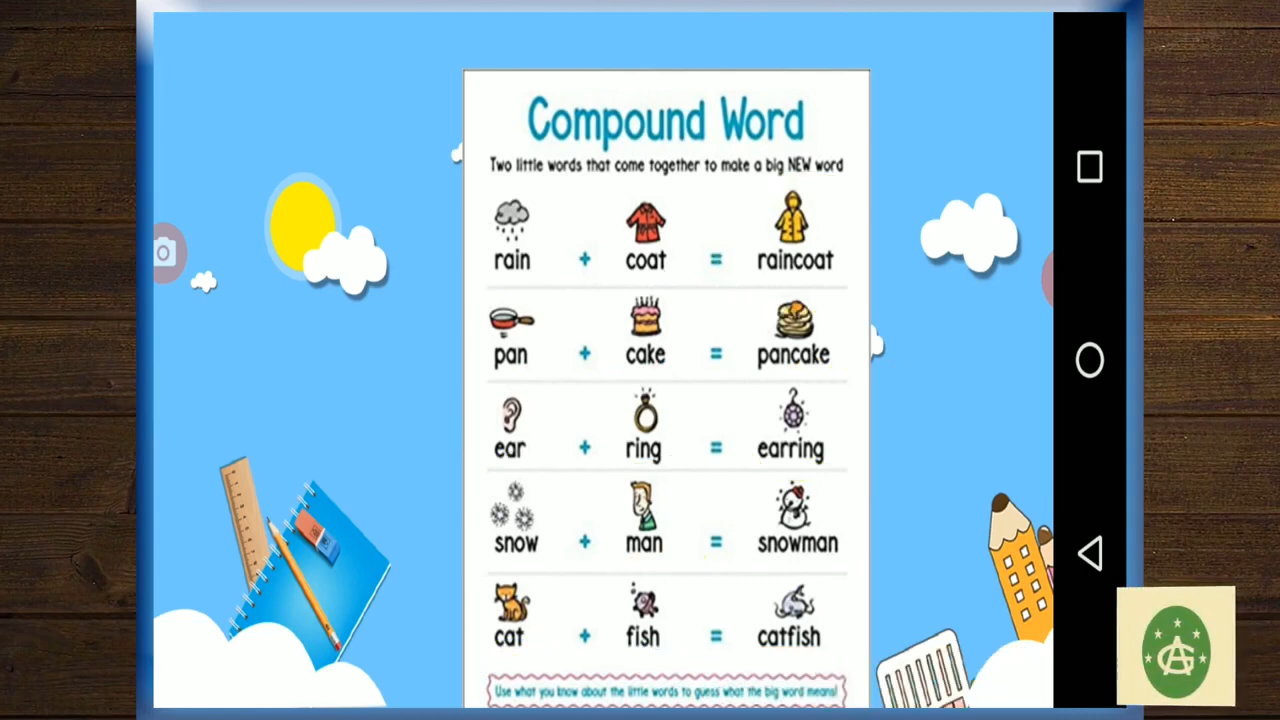 Compound Word
Two little words that come together to make a big NEW word
rain + coat = raincoat
pan + cake = pancake
ear + ring = earring
snow + man = snowman
cat + fish = catfish
Use what you know about the little words to guess what the big word means!